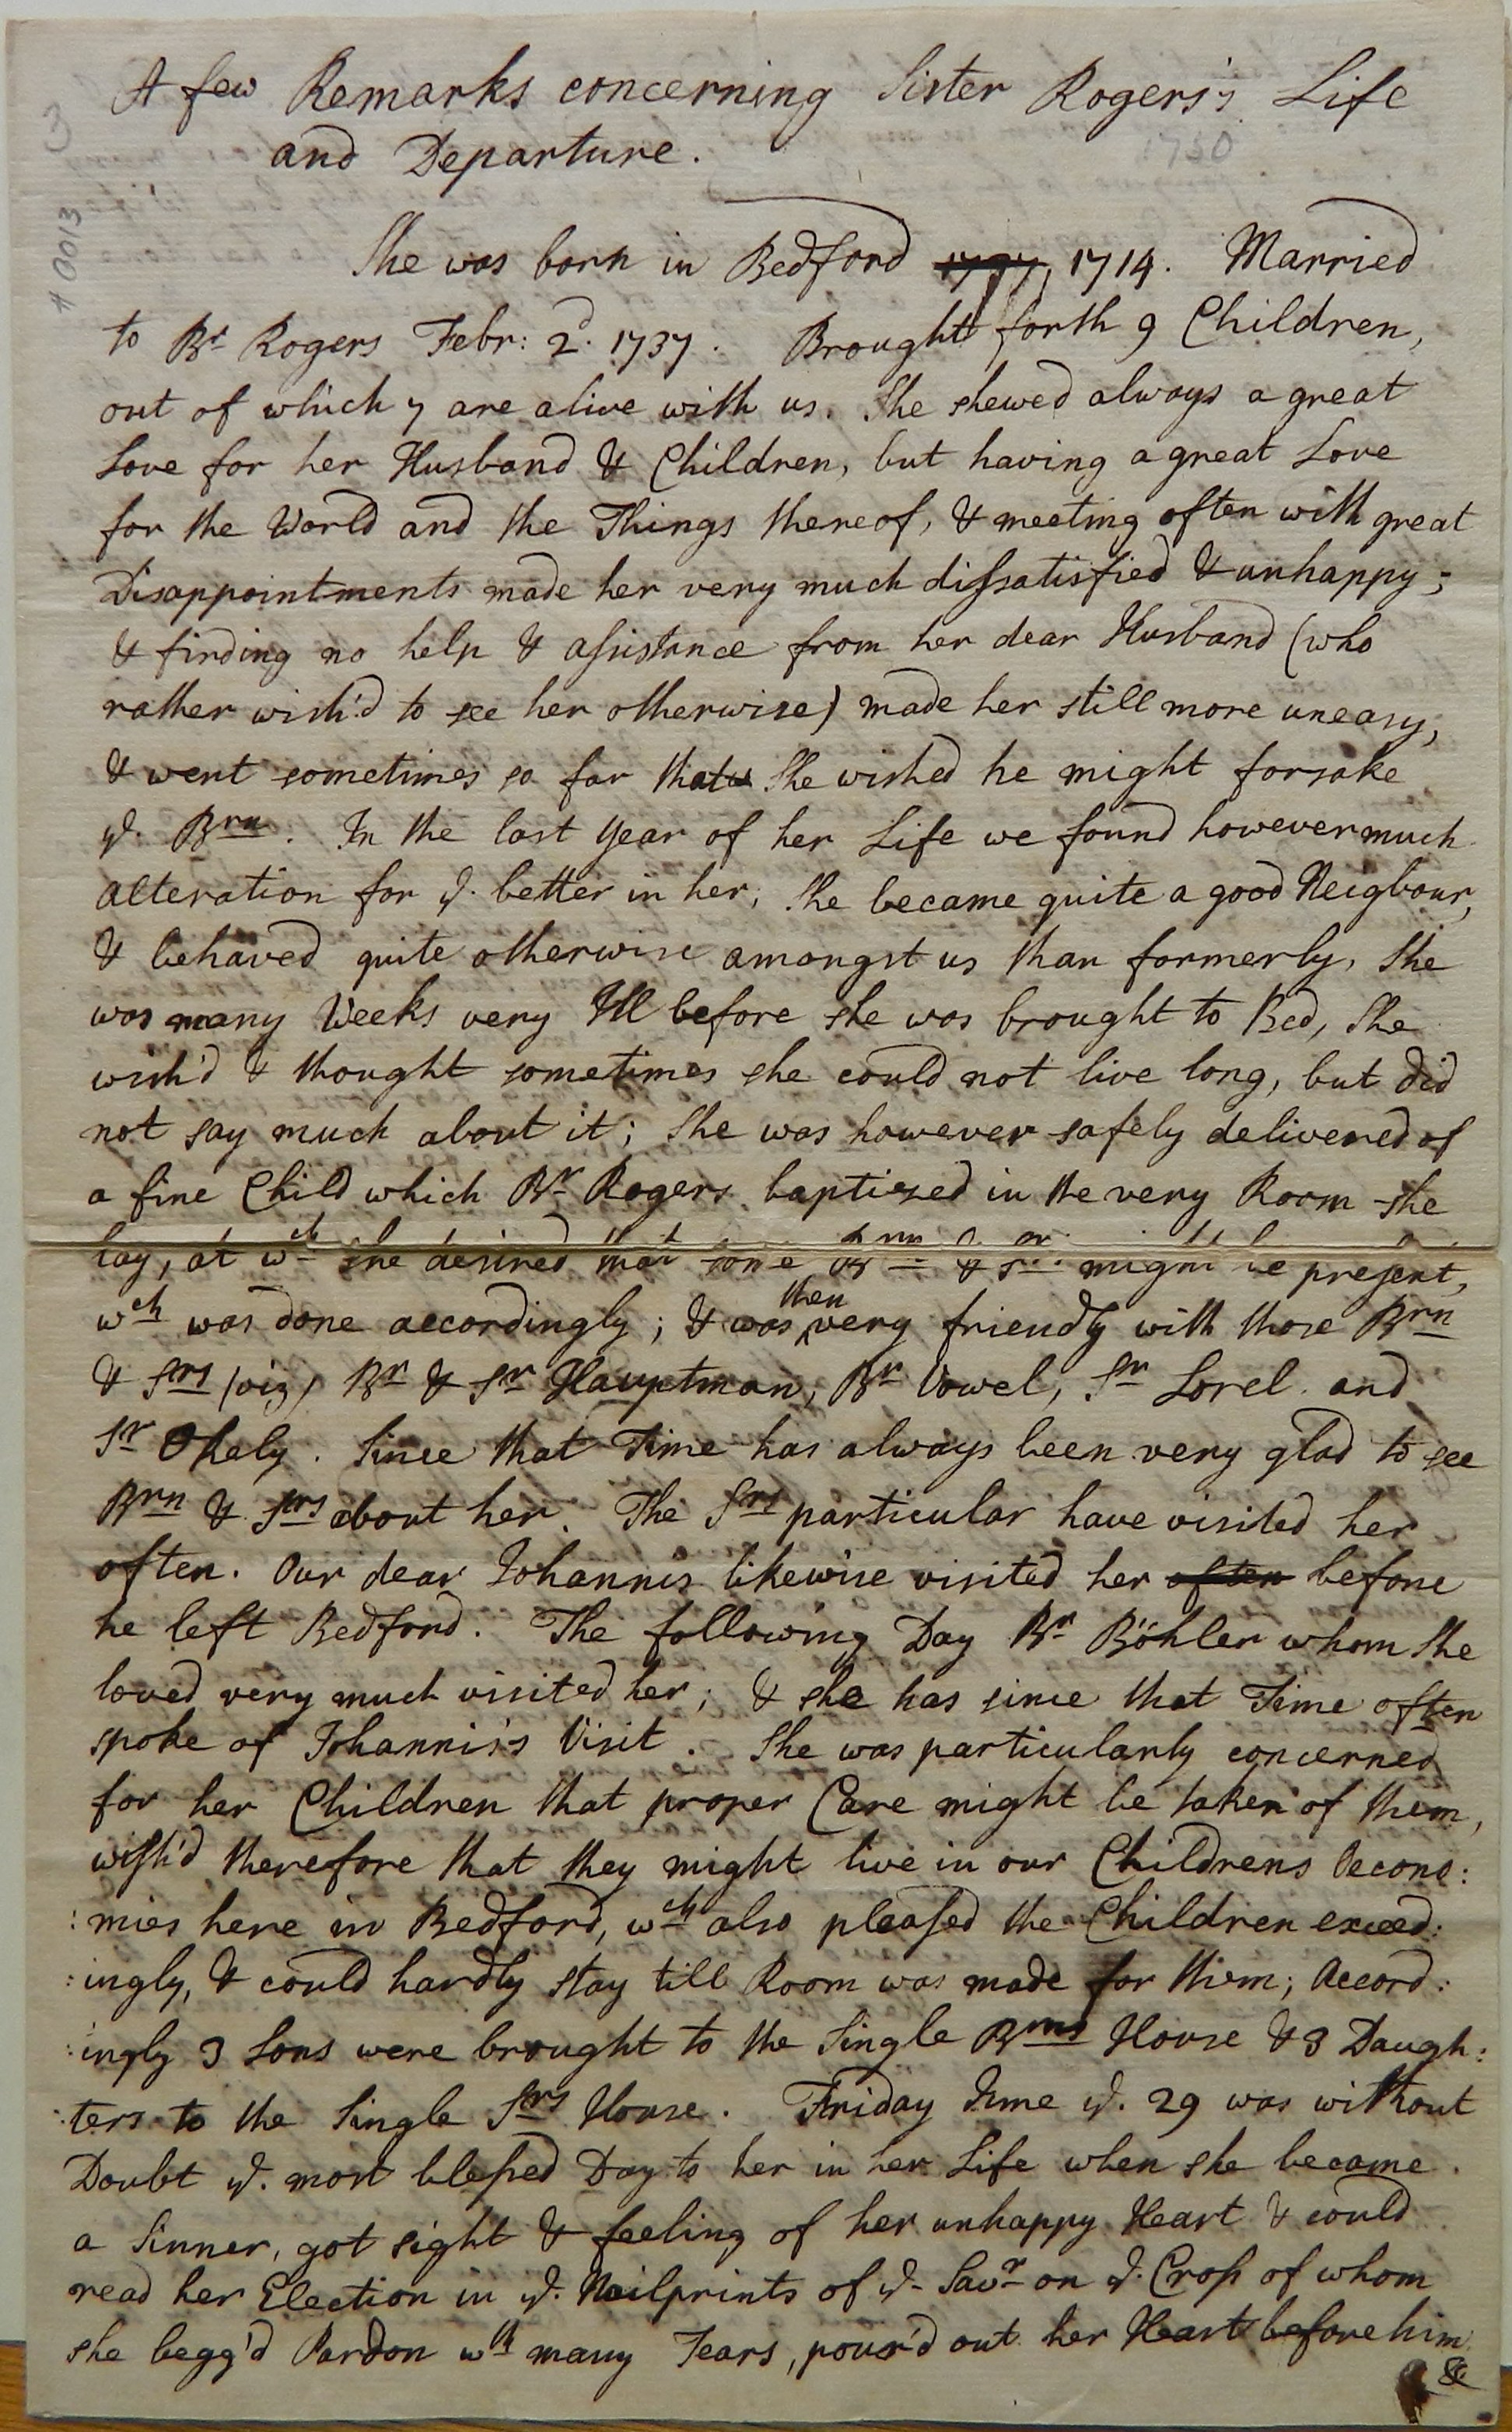 A few Remarks concerning Sister Rogers's Life
and Departure.
1750
# 0013
She was born in Bedford 1737, 1714. Married
to Br Rogers Febr: 2d. 1737. Brought forth 9 Children,
out of which 7 are alive with us. She shewed always a great
Love for her Husband & Children, but having a great Love
for the World and the Things thereof, & meeting often with great
Disappointments made her very much dissatisfied & unhappy;
& finding no help & assistance from her dear Husband (who
rather wish'd to see her otherwise) made her still more uneasy,
& went sometimes so far that She wished he might forsake
ye. Brn. In the last Year of her Life we found however much
alteration for ye. better in her, She became quite a good Neigbour,
& behaved quite otherwise amongst us than formerly, She
was many Weeks very Ill before she was brought to Bed, She
wish'd & thought sometimes she could not live long, but did
not say much about it; She was however safely delivered of
a fine Child which Br Rogers baptized in the very Room she
lay, at wch she desired that some Brn & Srs might be present,
wch was done accordingly; & was then very friendly with those Brn
& Srs (viz) Br & Sr Hauptman, Br Vowel, Sr Lorel and
Sr Okely. Since that Time has always been very glad to see
Brn & Srs about her. The Srs particular have visited her
often. Our dear Johannes likewise visited her often before
he left Bedford. The following Day Br Böhler whom She
loved very much visited her; & she has since that Time often
spoke of Johannis's Visit. She was particularly concerned
for her Children that proper Care might be taken of them,
wish'd therefore that they might live in our Childrens Oecono:
:mies here in Bedford, wch also pleased the Children exceed:
:ingly, & could hardly stay till Room was made for them; Accord:
:ingly 3 Sons were brought to the Single Brns House & 3 Daugh:
:ters to the Single Srs House. Friday June ye. 29 was without
Doubt ye. most blessed Day to her in her Life when she became
a Sinner, got sight & feeling of her unhappy Heart & could
read her Election in ye. Nailprints of ye. Savr on ye. Cross of whom
she begg'd Pardon wth many Tears, pour'd out her Heart before him
&